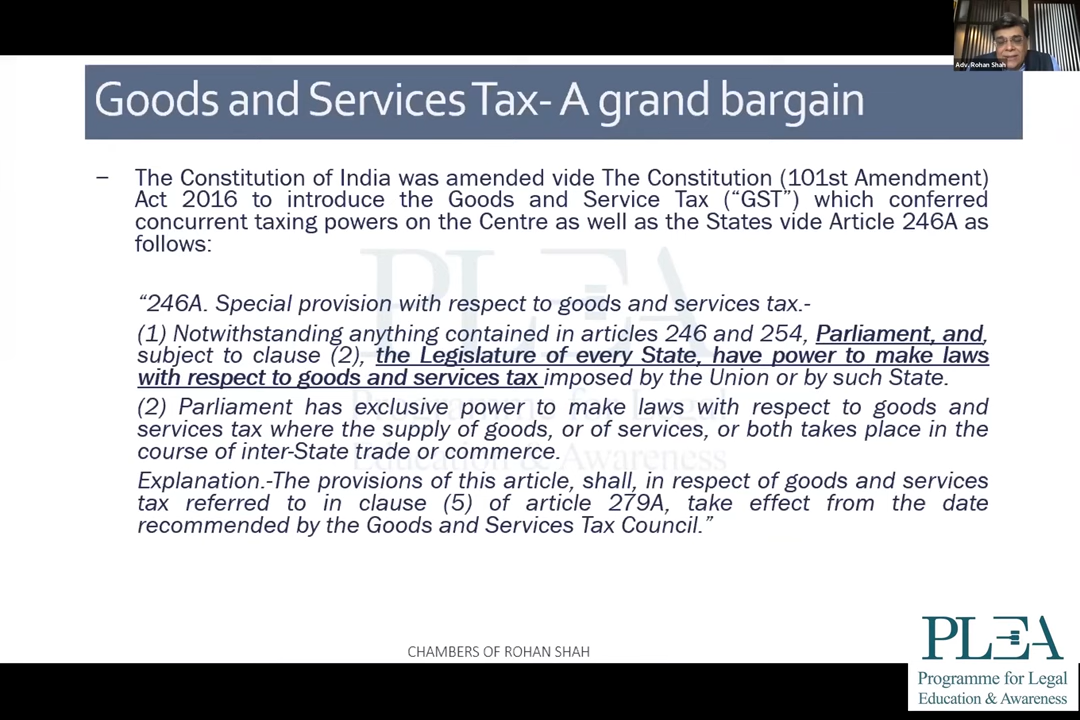 Adv. Rohan Shah
Goods and Services Tax- A grand bargain
– The Constitution of India was amended vide The Constitution (101st Amendment)
Act 2016 to introduce the Goods and Service Tax (“GST”) which conferred
concurrent taxing powers on the Centre as well as the States vide Article 246A as
follows:
“246A. Special provision with respect to goods and services tax.-
(1) Notwithstanding anything contained in articles 246 and 254, Parliament, and,
subject to clause (2), the Legislature of every State, have power to make laws
with respect to goods and services tax imposed by the Union or by such State.
(2) Parliament has exclusive power to make laws with respect to goods and
services tax where the supply of goods, or of services, or both takes place in the
course of inter-State trade or commerce.
Explanation.-The provisions of this article, shall, in respect of goods and services
tax referred to in clause (5) of article 279A, take effect from the date
recommended by the Goods and Services Tax Council.”
PLEA
Programme for Legal
& Awareness
CHAMBERS OF ROHAN SHAH
PLEA
Programme for Legal
Education & Awareness